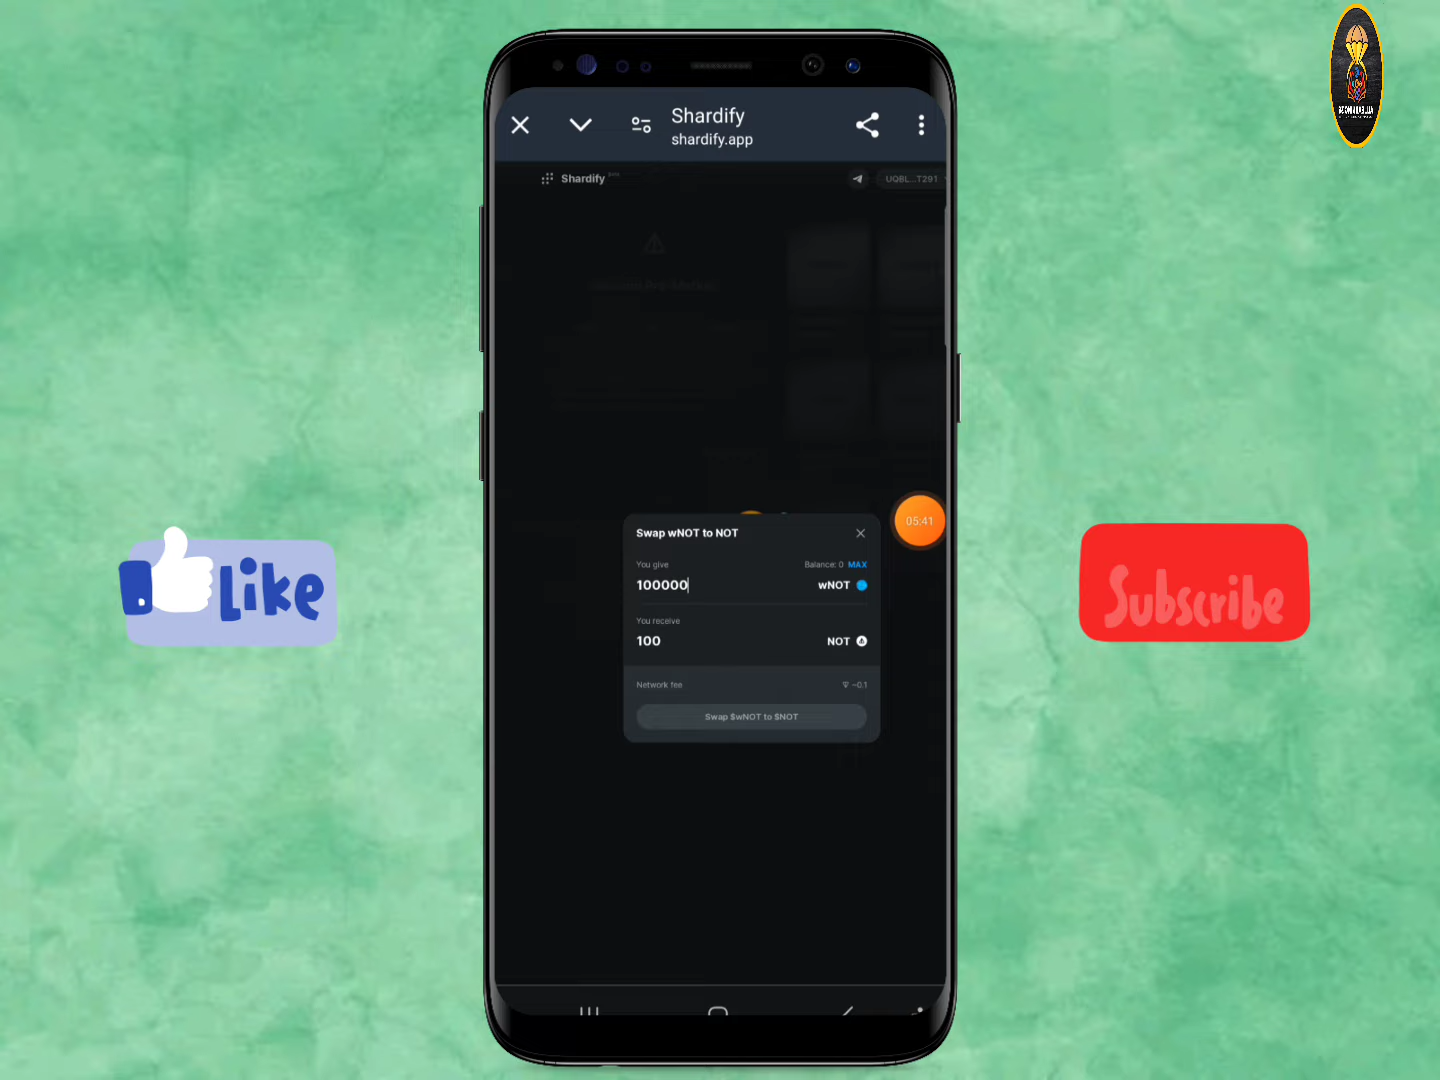 Shardify
shardify.app
Shardify
UQBL...T291
05:41
Swap wNOT to NOT
You give
Balance: 0 MAX
100000
wNOT
You receive
100
NOT
Network fee
~0.1
Swap $wNOT to $NOT
Like
Subscribe